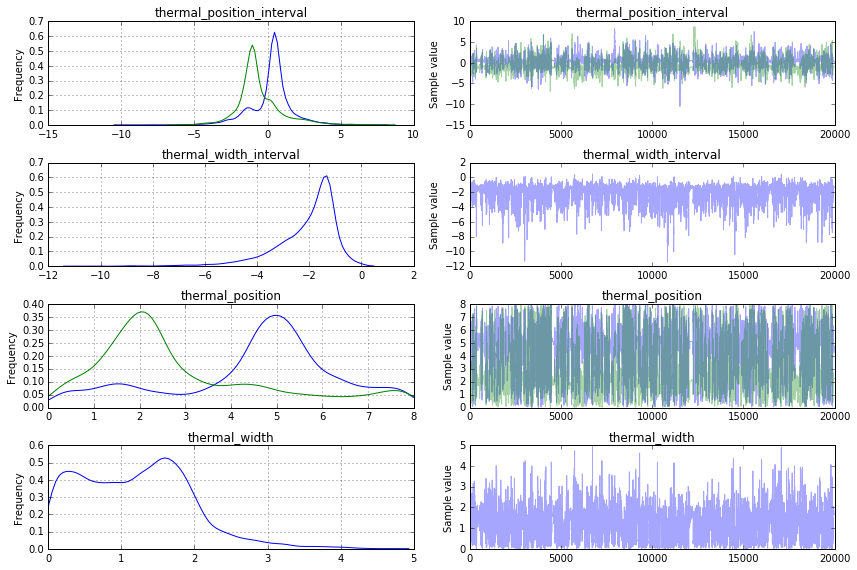 thermal_position_interval
Frequency
0.7
0.6
0.5
0.4
0.3
0.2
0.1
0.0
−15 −10 −5 0 5 10
thermal_position_interval
Sample value
10
5
0
−5
−10
−15
0 5000 10000 15000 20000
thermal_width_interval
Frequency
0.7
0.6
0.5
0.4
0.3
0.2
0.1
0.0
−12 −10 −8 −6 −4 −2 0 2
thermal_width_interval
Sample value
2
0
−2
−4
−6
−8
−10
−12
0 5000 10000 15000 20000
thermal_position
Frequency
0.40
0.35
0.30
0.25
0.20
0.15
0.10
0.05
0.00
0 1 2 3 4 5 6 7 8
thermal_position
Sample value
8
7
6
5
4
3
2
1
0
0 5000 10000 15000 20000
thermal_width
Frequency
0.6
0.5
0.4
0.3
0.2
0.1
0.0
0 1 2 3 4 5
thermal_width
Sample value
5
4
3
2
1
0
0 5000 10000 15000 20000